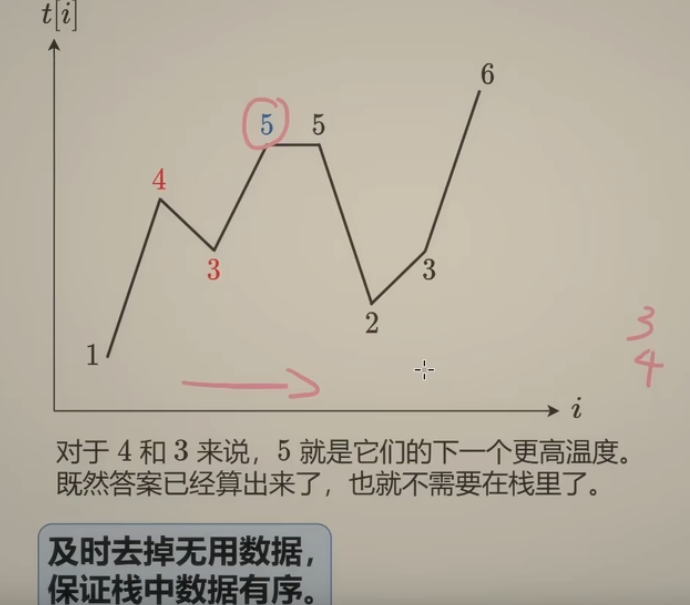 t[i]
6
5 5
4
3
3
3
4
2
1
i
对于 4 和 3 来说，5 就是它们的下一个更高温度。
既然答案已经算出来了，也就不需要在栈里了。
及时去掉无用数据，
保证栈中数据有序。